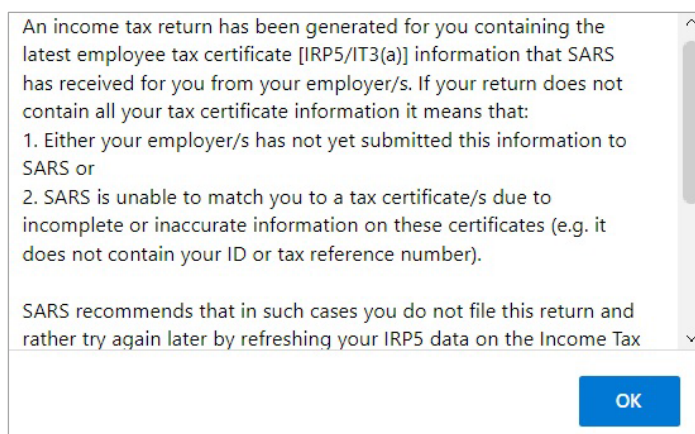 An income tax return has been generated for you containing the
latest employee tax certificate [IRP5/IT3(a)] information that SARS
has received for you from your employer/s. If your return does not
contain all your tax certificate information it means that:
1. Either your employer/s has not yet submitted this information to
SARS or
2. SARS is unable to match you to a tax certificate/s due to
incomplete or inaccurate information on these certificates (e.g. it
does not contain your ID or tax reference number).
SARS recommends that in such cases you do not file this return and
rather try again later by refreshing your IRP5 data on the Income Tax
OK